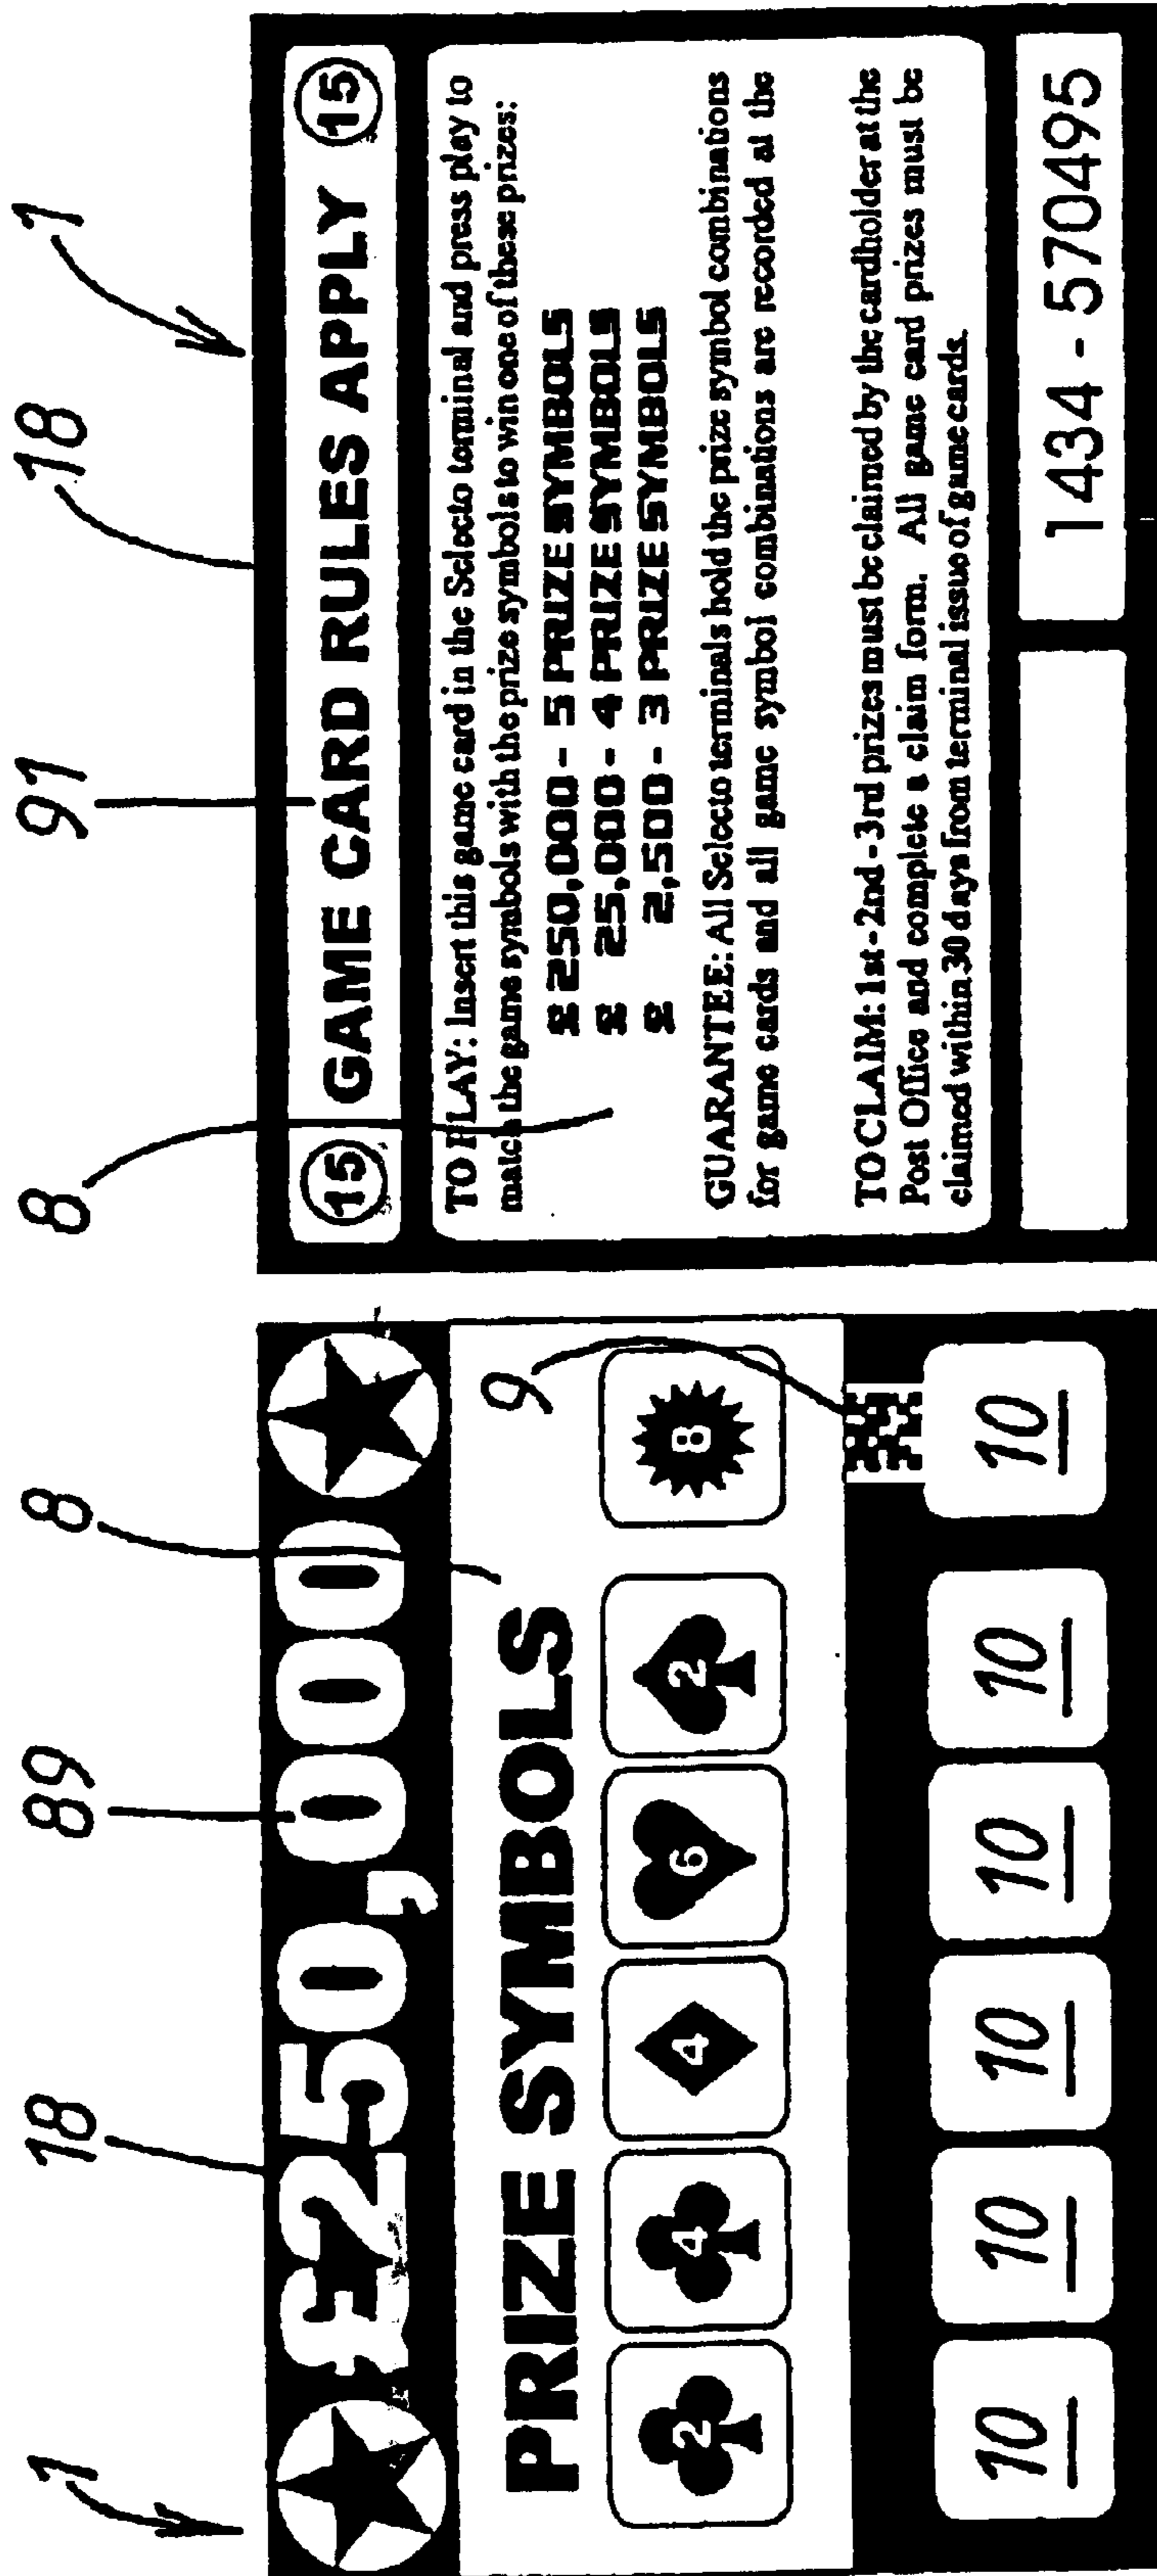 1 18 89 8
£250,000
PRIZE SYMBOLS
9
2 4 4 6 2 8
10 10 10 10 10 10
8 91 18 1
15 GAME CARD RULES APPLY 15
TO PLAY: Insert this game card in the Selecto terminal and press play to
match the game symbols with the prize symbols to win one of these prizes:
£ 250,000 - 5 PRIZE SYMBOLS
£ 25,000 - 4 PRIZE SYMBOLS
£ 2,500 - 3 PRIZE SYMBOLS
GUARANTEE: All Selecto terminals hold the prize symbol combinations
for game cards and all game symbol combinations are recorded at the
TO CLAIM: 1st - 2nd - 3rd prizes must be claimed by the cardholder at the
Post Office and complete a claim form. All game card prizes must be
claimed within 30 days from terminal issue of game cards.
1434 - 570495